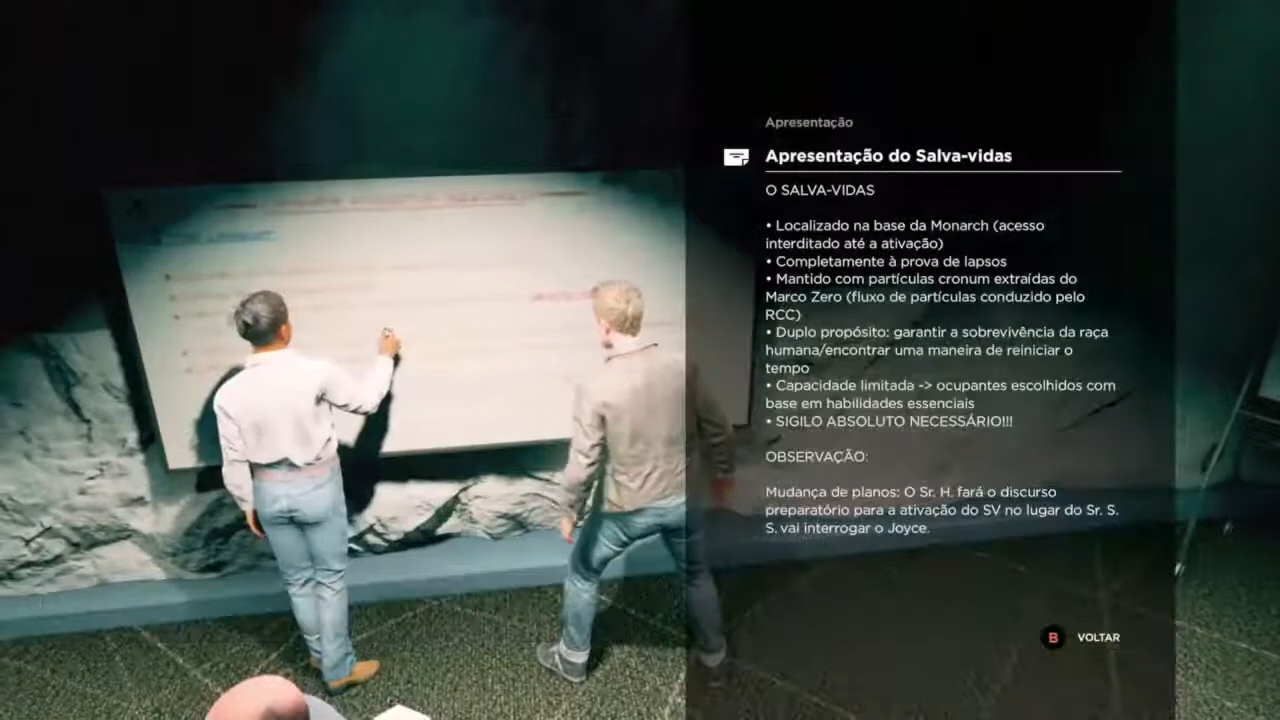 Apresentação
Apresentação do Salva-vidas
O SALVA-VIDAS
• Localizado na base da Monarch (acesso
interditado até a ativação)
• Completamente à prova de lapsos
• Mantido com partículas cronum extraídas do
Marco Zero (fluxo de partículas conduzido pelo
RCC)
• Duplo propósito: garantir a sobrevivência da raça
humana/encontrar uma maneira de reiniciar o
tempo
• Capacidade limitada -> ocupantes escolhidos com
base em habilidades essenciais
• SIGILO ABSOLUTO NECESSÁRIO!!!
OBSERVAÇÃO:
Mudança de planos: O Sr. H. fará o discurso
preparatório para a ativação do SV no lugar do Sr. S.
S. vai interrogar o Joyce.
B VOLTAR